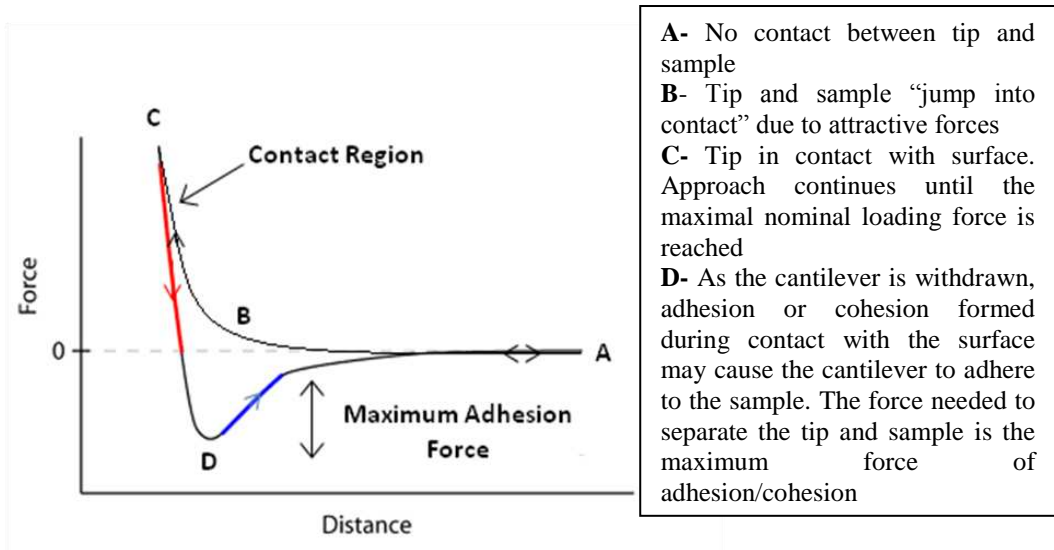 C
Contact Region
Force
B
0
A
Maximum Adhesion
Force
D
Distance
A- No contact between tip and
sample
B- Tip and sample “jump into
contact” due to attractive forces
C- Tip in contact with surface.
Approach continues until the
maximal nominal loading force is
reached
D- As the cantilever is withdrawn,
adhesion or cohesion formed
during contact with the surface
may cause the cantilever to adhere
to the sample. The force needed to
separate the tip and sample is the
maximum force of
adhesion/cohesion